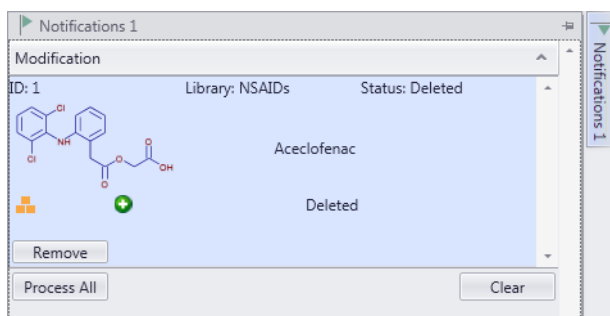 Notifications 1
Modification
ID: 1 Library: NSAIDs Status: Deleted
Cl
NH
Cl
O
O
O
OH
Aceclofenac
Deleted
Remove
Process All Clear
Notifications 1